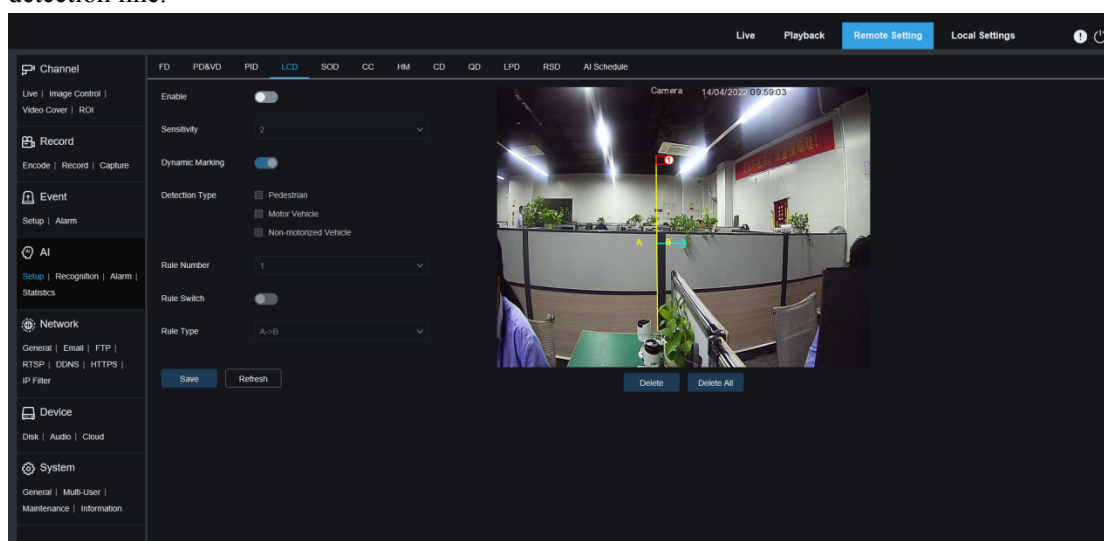 detection line.
Live Playback Remote Setting Local Settings
Channel
Live | Image Control |
Video Cover | ROI
Record
Encode | Record | Capture
Event
Setup | Alarm
AI
Setup | Recognition | Alarm |
Statistics
Network
General | Email | FTP |
RTSP | DDNS | HTTPS |
IP Filter
Device
Disk | Audio | Cloud
System
General | Multi-User |
Maintenance | Information
FD PD&VD PID LCD SOD CC HM CD QD LPD RSD AI Schedule
Enable
Sensitivity 2
Dynamic Marking
Detection Type Pedestrian
Motor Vehicle
Non-motorized Vehicle
Rule Number 1
Rule Switch
Rule Type A->B
Save Refresh
Camera 14/04/2022 09:59:03
1
A B
Delete Delete All